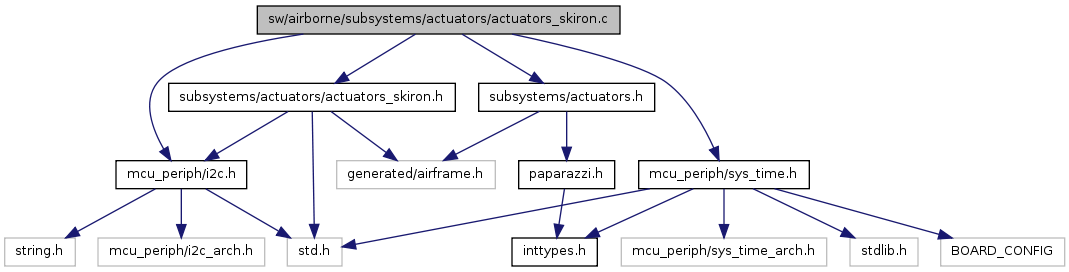 sw/airborne/subsystems/actuators/actuators_skiron.c
subsystems/actuators/actuators_skiron.h
subsystems/actuators.h
mcu_periph/i2c.h
generated/airframe.h
paparazzi.h
mcu_periph/sys_time.h
string.h
mcu_periph/i2c_arch.h
std.h
inttypes.h
mcu_periph/sys_time_arch.h
stdlib.h
BOARD_CONFIG